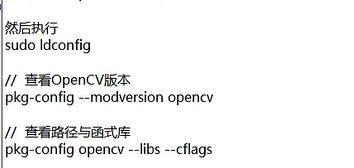 然后执行
sudo ldconfig
// 查看OpenCV版本
pkg-config --modversion opencv
// 查看路径与函式库
pkg-config opencv --libs --cflags